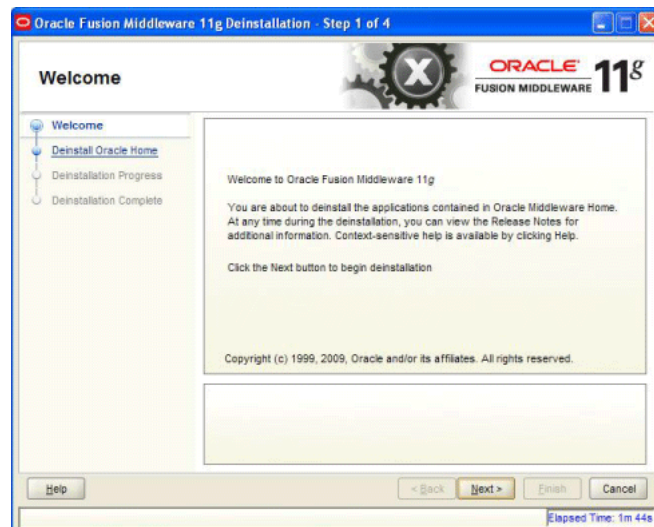 Oracle Fusion Middleware 11g Deinstallation - Step 1 of 4
Welcome
ORACLE
FUSION MIDDLEWARE 11g
Welcome
Deinstall Oracle Home
Deinstallation Progress
Deinstallation Complete
Welcome to Oracle Fusion Middleware 11g
You are about to deinstall the applications contained in Oracle Middleware Home.
At any time during the deinstallation, you can view the Release Notes for
additional information. Context-sensitive help is available by clicking Help.
Click the Next button to begin deinstallation
Copyright (c) 1999, 2009, Oracle and/or its affiliates. All rights reserved.
Help
< Back
Next >
Finish
Cancel
Elapsed Time: 1m 44s